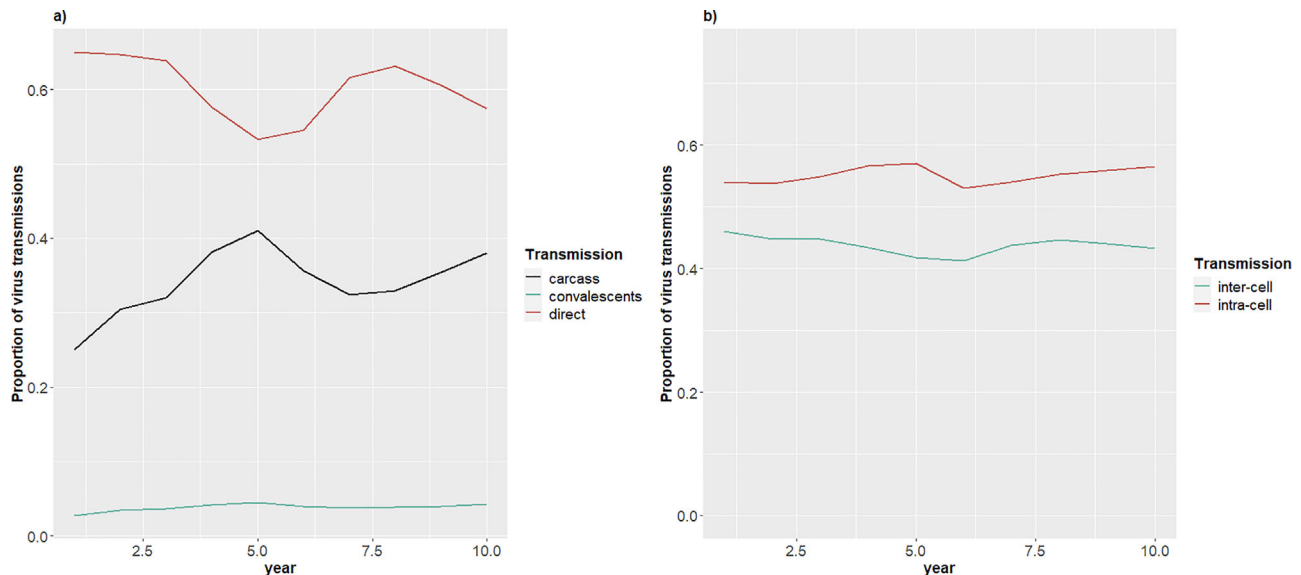 a)
Proportion of virus transmissions
0.6
0.4
0.2
0.0
2.5
5.0
7.5
10.0
year
Transmission
carcass
convalescents
direct
b)
Proportion of virus transmissions
0.6
0.4
0.2
0.0
2.5
5.0
7.5
10.0
year
Transmission
inter-cell
intra-cell